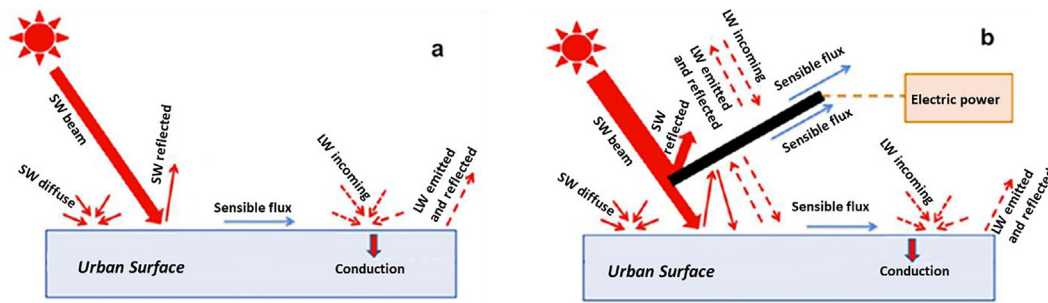 a
SW beam
SW reflected
SW diffuse
LW incoming
LW emitted
and reflected
Sensible flux
Urban Surface
Conduction
b
SW beam
SW
reflected
LW emitted
and reflected
LW incoming
Sensible flux
Sensible flux
Electric power
SW diffuse
Sensible flux
LW incoming
LW emitted
and reflected
Urban Surface
Conduction